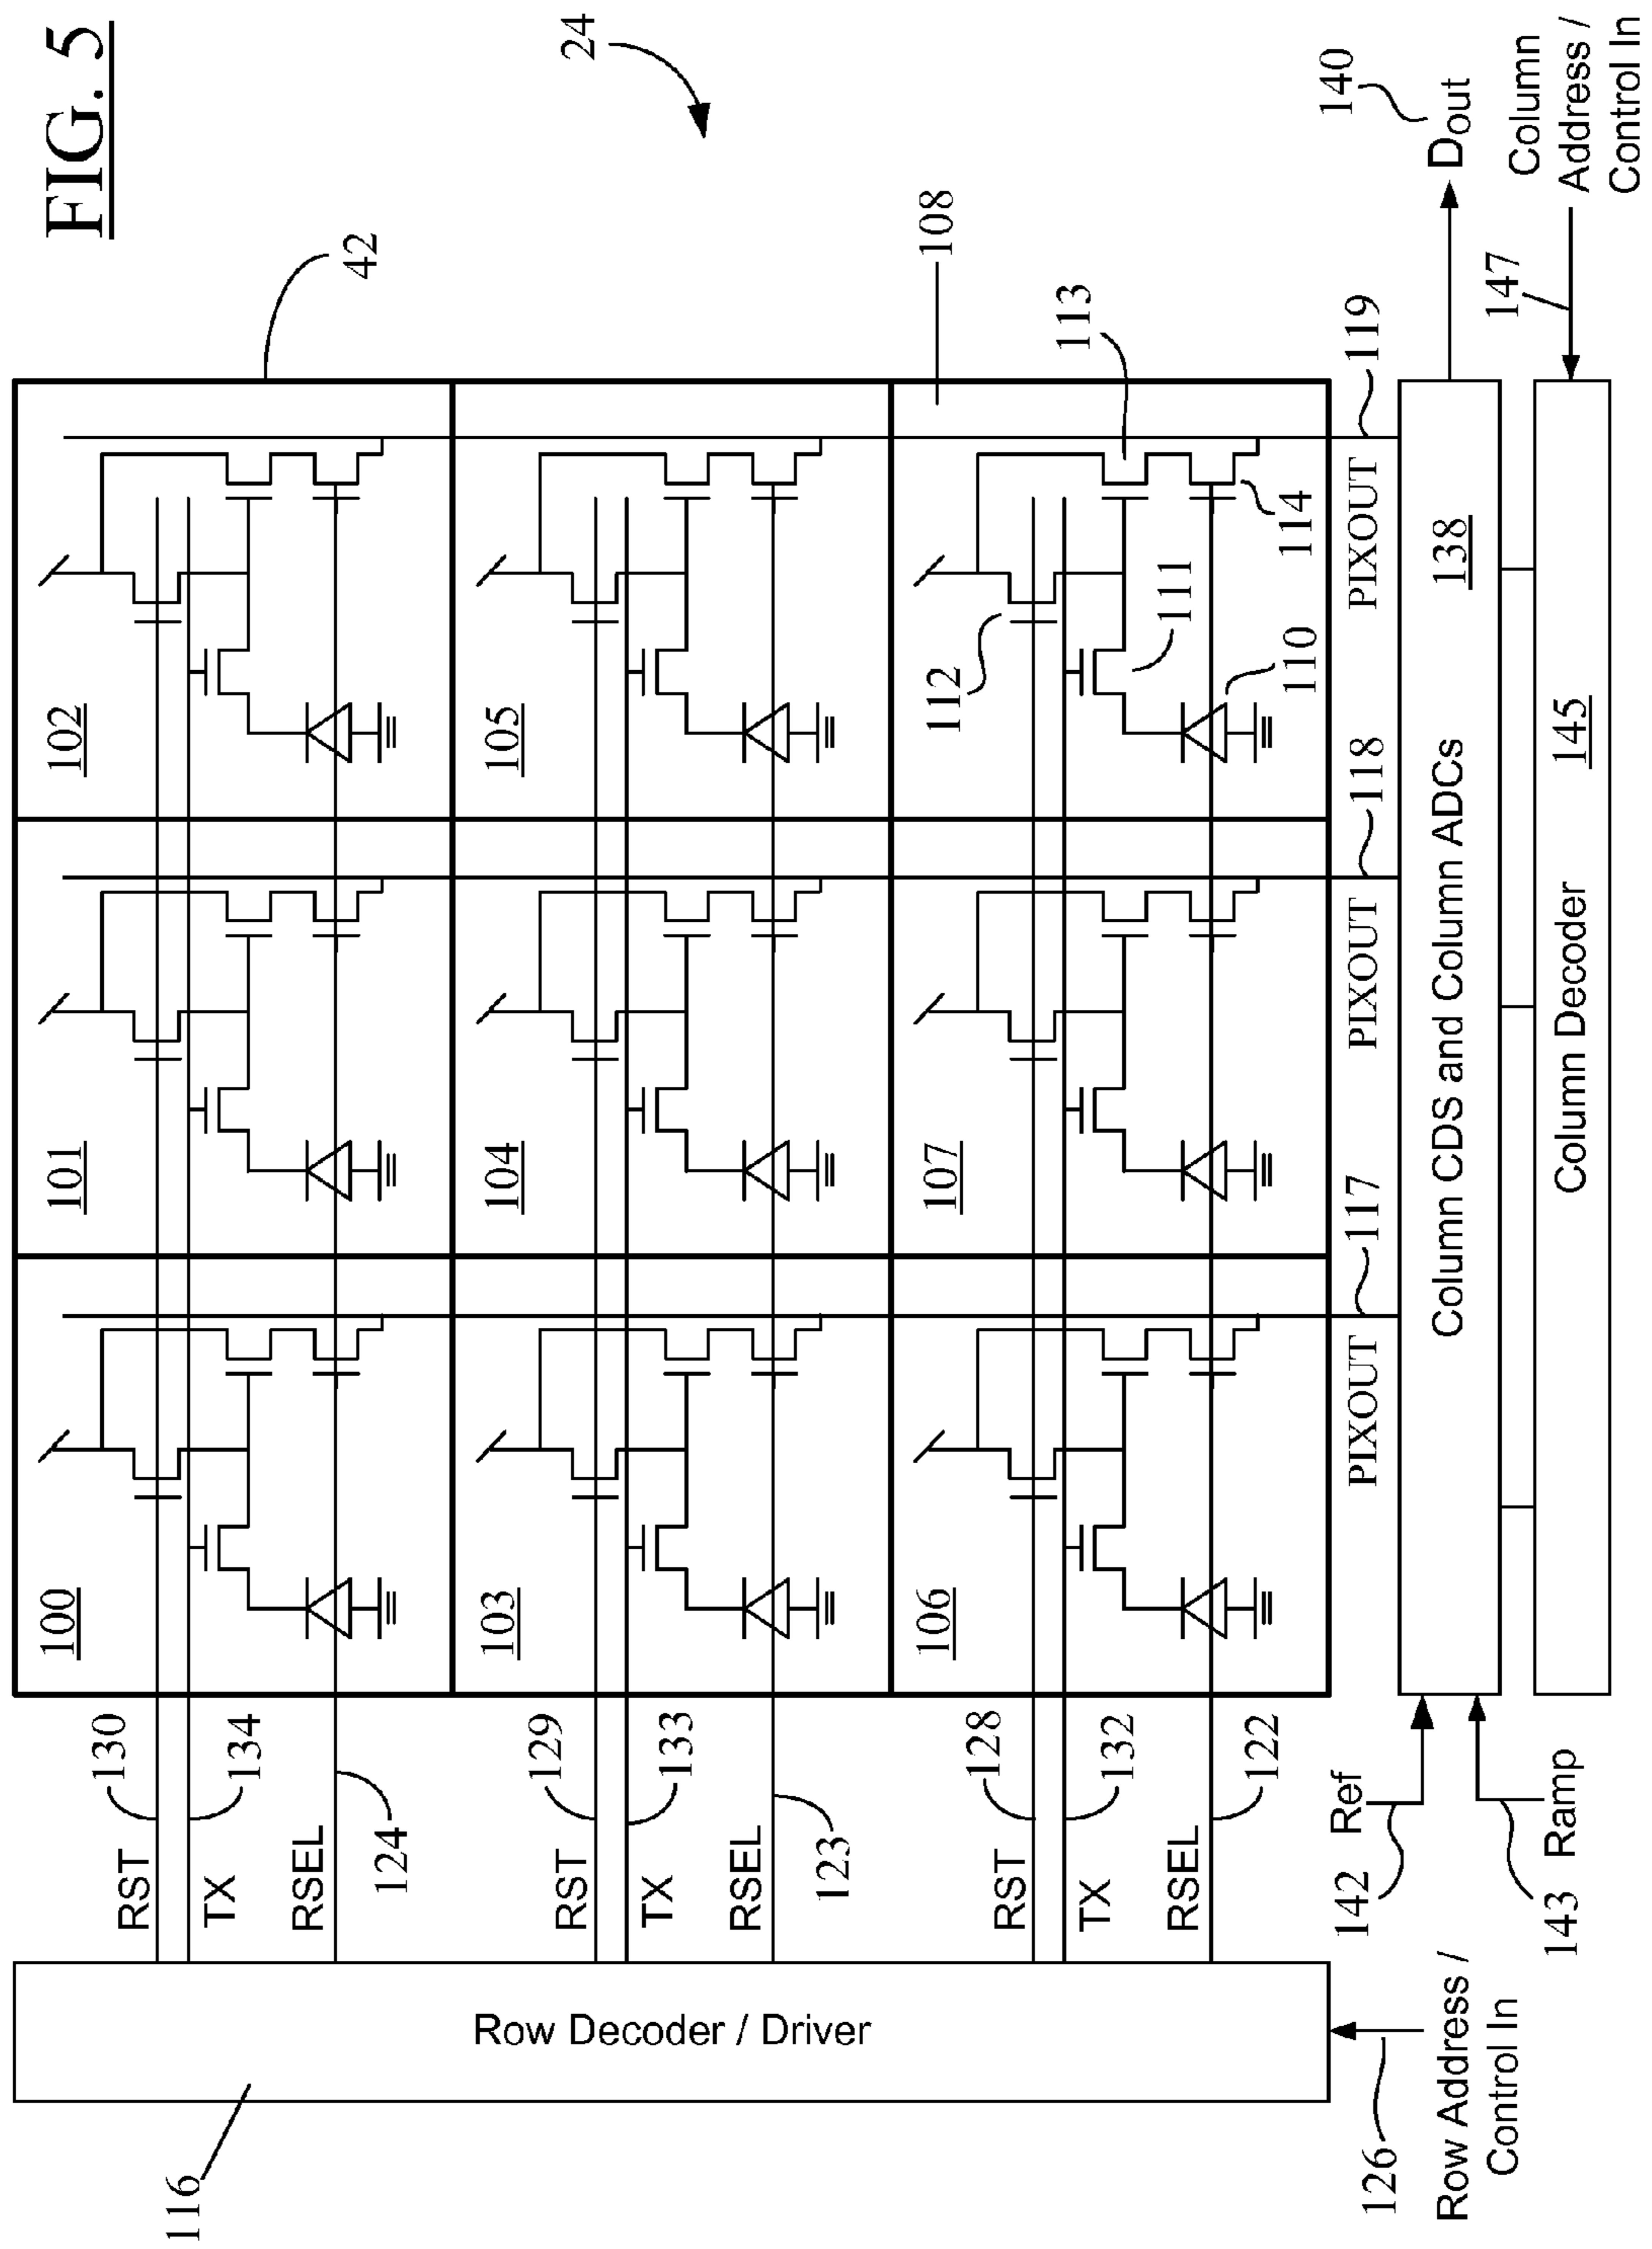 FIG. 5
24
42
102
101
100
130
RST
134
TX
124
RSEL
105
104
103
129
RST
133
TX
123
RSEL
108
113
112
111
114
110
107
106
128
RST
132
TX
122
RSEL
116
Row Decoder / Driver
126
Row Address /
Control In
PIXOUT
117
PIXOUT
118
PIXOUT
119
142
Ref
143
Ramp
Column CDS and Column ADCs
138
140
Dout
Column Decoder
145
147
Column
Address /
Control In